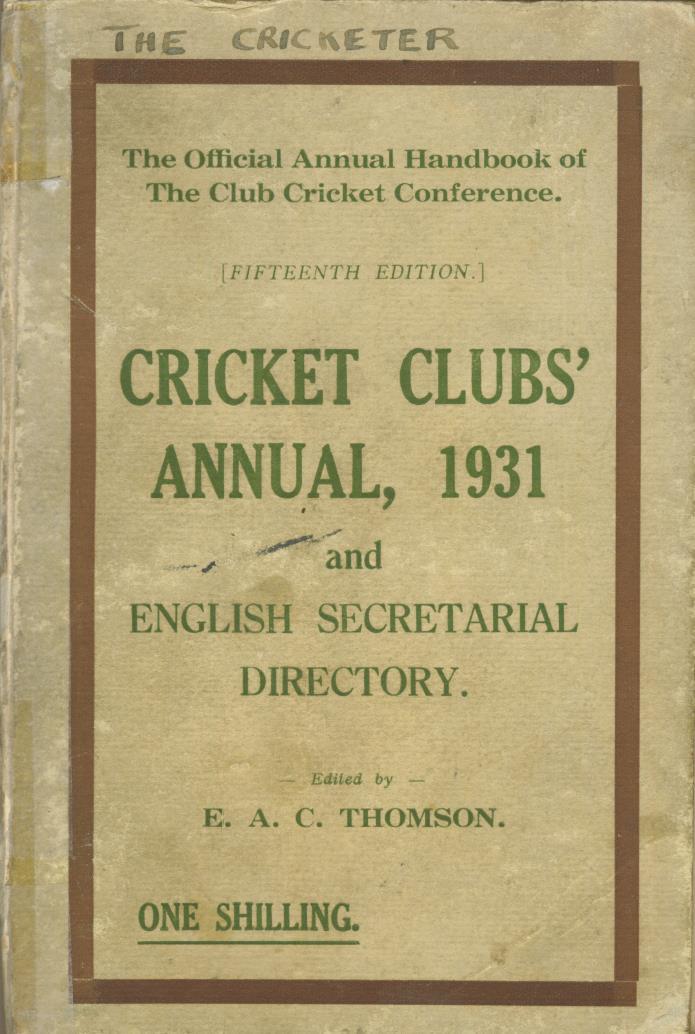 THE CRICKETER
The Official Annual Handbook of
The Club Cricket Conference.
[FIFTEENTH EDITION.]
CRICKET CLUBS'
ANNUAL, 1931
and
ENGLISH SECRETARIAL
DIRECTORY.
— Edited by —
E. A. C. THOMSON.
ONE SHILLING.